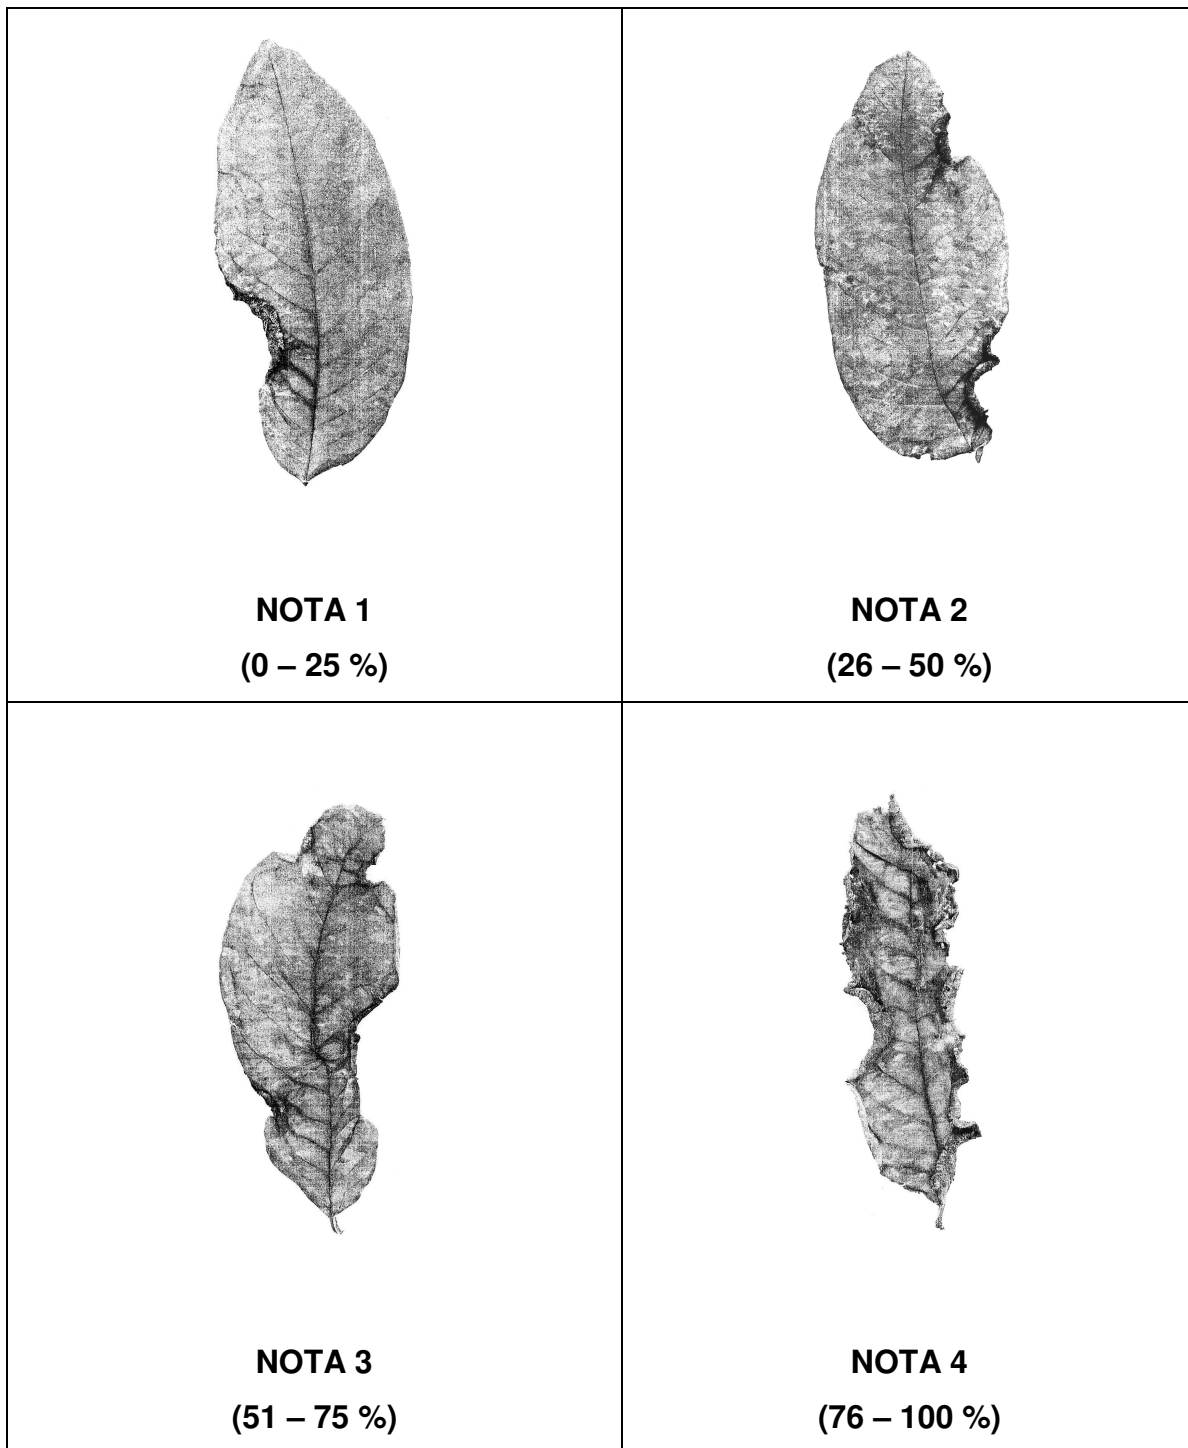 NOTA 1
(0 – 25 %)
NOTA 2
(26 – 50 %)
NOTA 3
(51 – 75 %)
NOTA 4
(76 – 100 %)